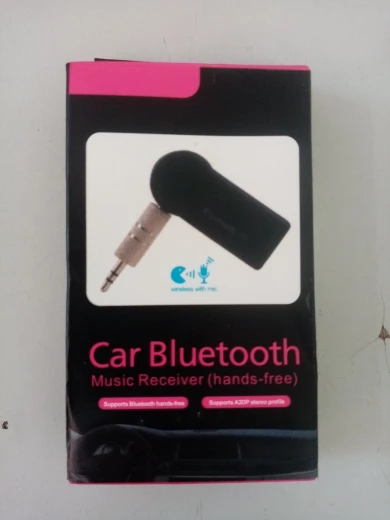 wireless with mic
Car Bluetooth
Music Receiver (hands-free)
Supports Bluetooth hands-free
Supports A2DP stereo profile